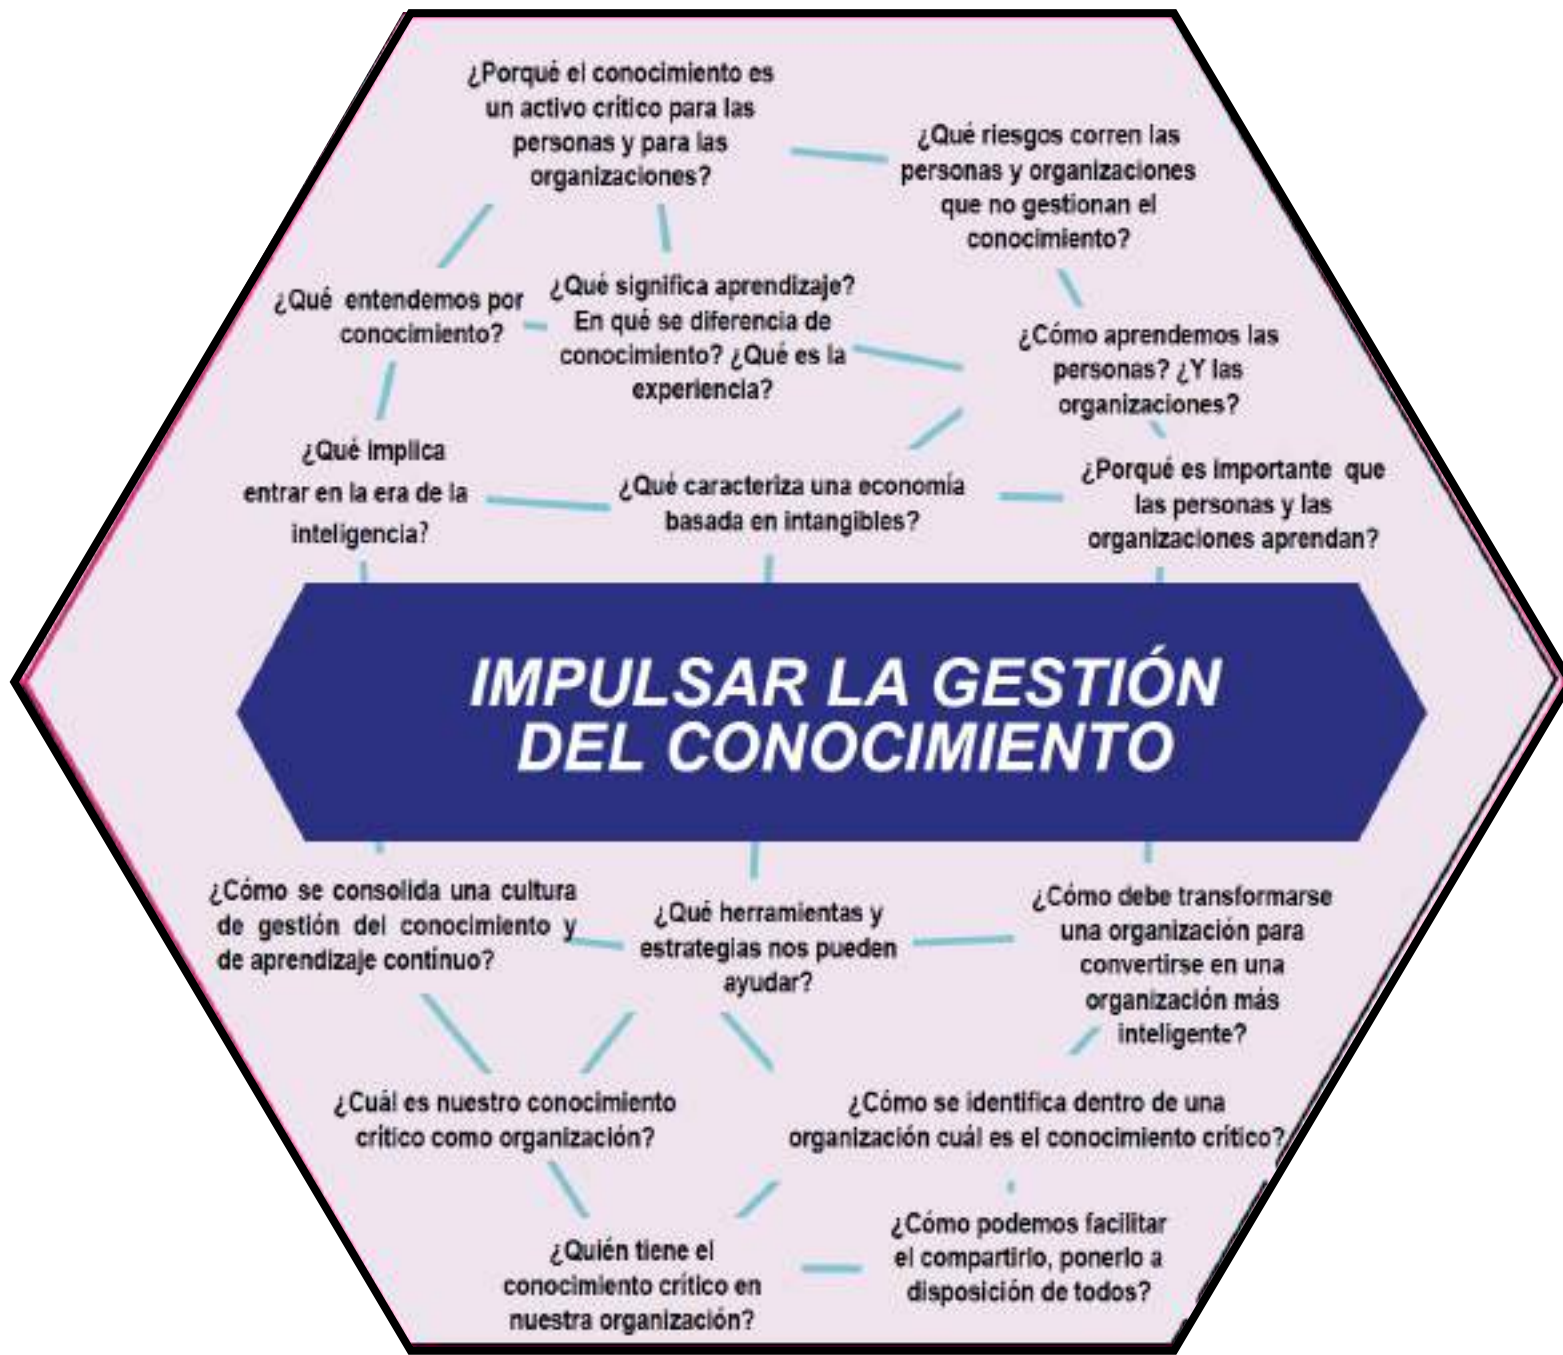 ¿Porqué el conocimiento es
un activo crítico para las
personas y para las
organizaciones?
¿Qué riesgos corren las
personas y organizaciones
que no gestionan el
conocimiento?
¿Qué entendemos por
conocimiento?
¿Qué significa aprendizaje?
En qué se diferencia de
conocimiento? ¿Qué es la
experiencia?
¿Cómo aprendemos las
personas? ¿Y las
organizaciones?
¿Qué implica
entrar en la era de la
inteligencia?
¿Qué caracteriza una economía
basada en intangibles?
¿Porqué es importante que
las personas y las
organizaciones aprendan?
IMPULSAR LA GESTIÓN
DEL CONOCIMIENTO
¿Cómo se consolida una cultura
de gestión del conocimiento y
de aprendizaje continuo?
¿Qué herramientas y
estrategias nos pueden
ayudar?
¿Cómo debe transformarse
una organización para
convertirse en una
organización más
inteligente?
¿Cuál es nuestro conocimiento
crítico como organización?
¿Cómo se identifica dentro de una
organización cuál es el conocimiento crítico?
¿Quién tiene el
conocimiento crítico en
nuestra organización?
¿Cómo podemos facilitar
el compartirlo, ponerlo a
disposición de todos?